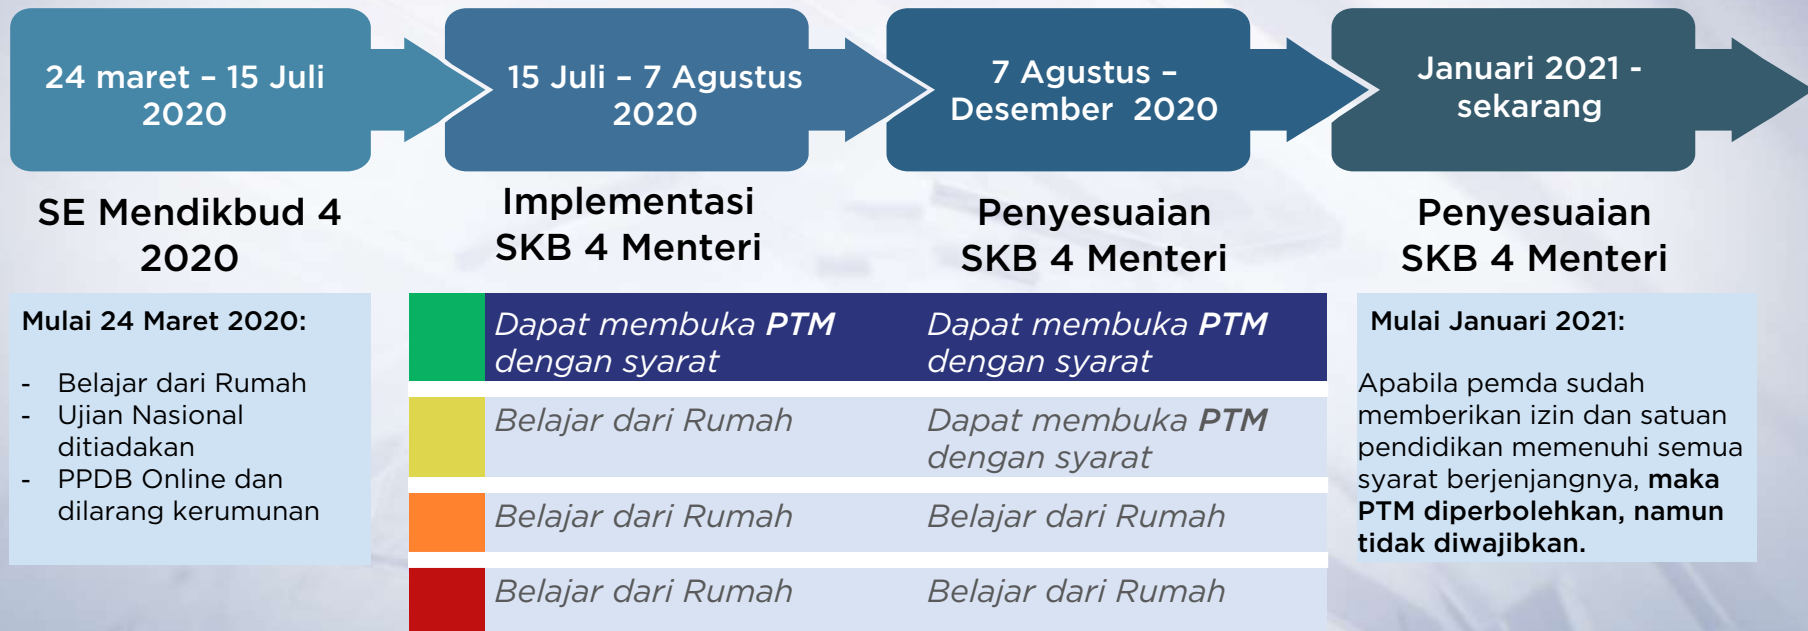 24 maret – 15 Juli
2020
15 Juli – 7 Agustus
2020
7 Agustus –
Desember 2020
Januari 2021 -
sekarang
SE Mendikbud 4
2020
Implementasi
SKB 4 Menteri
Penyesuaian
SKB 4 Menteri
Penyesuaian
SKB 4 Menteri
Mulai 24 Maret 2020:
- Belajar dari Rumah
- Ujian Nasional
ditiadakan
- PPDB Online dan
dilarang kerumunan
Dapat membuka PTM
dengan syarat
Dapat membuka PTM
dengan syarat
Belajar dari Rumah
Dapat membuka PTM
dengan syarat
Belajar dari Rumah
Belajar dari Rumah
Belajar dari Rumah
Belajar dari Rumah
Mulai Januari 2021:
Apabila pemda sudah
memberikan izin dan satuan
pendidikan memenuhi semua
syarat berjenjangnya, maka
PTM diperbolehkan, namun
tidak diwajibkan.